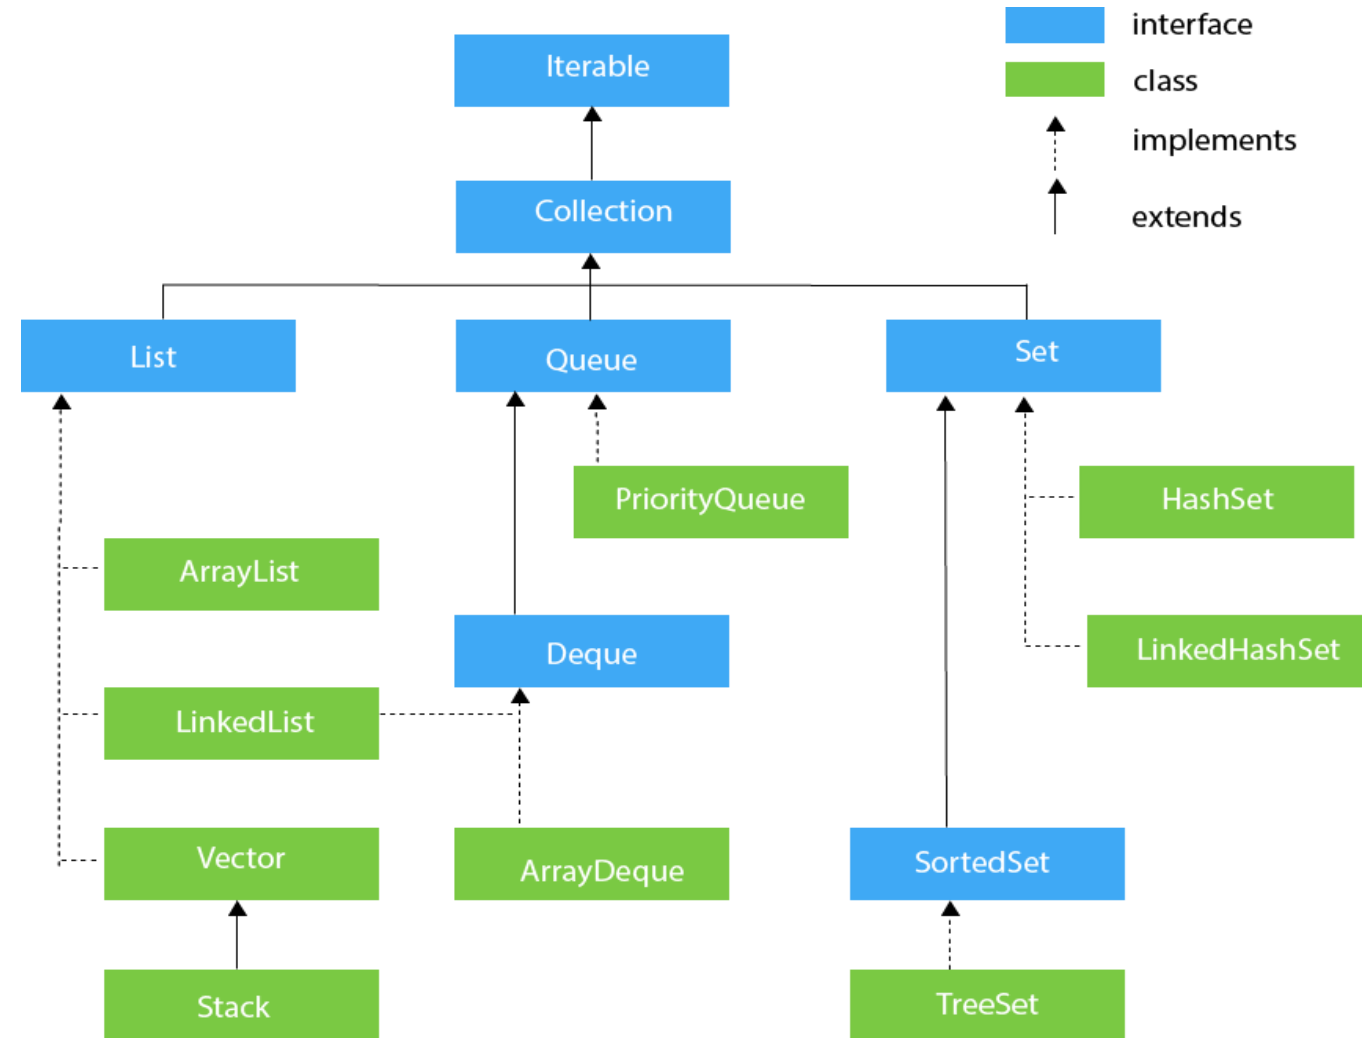 interface
class
implements
extends
Iterable
Collection
List
Queue
Set
PriorityQueue
HashSet
ArrayList
Deque
LinkedHashSet
LinkedList
Vector
ArrayDeque
SortedSet
Stack
TreeSet